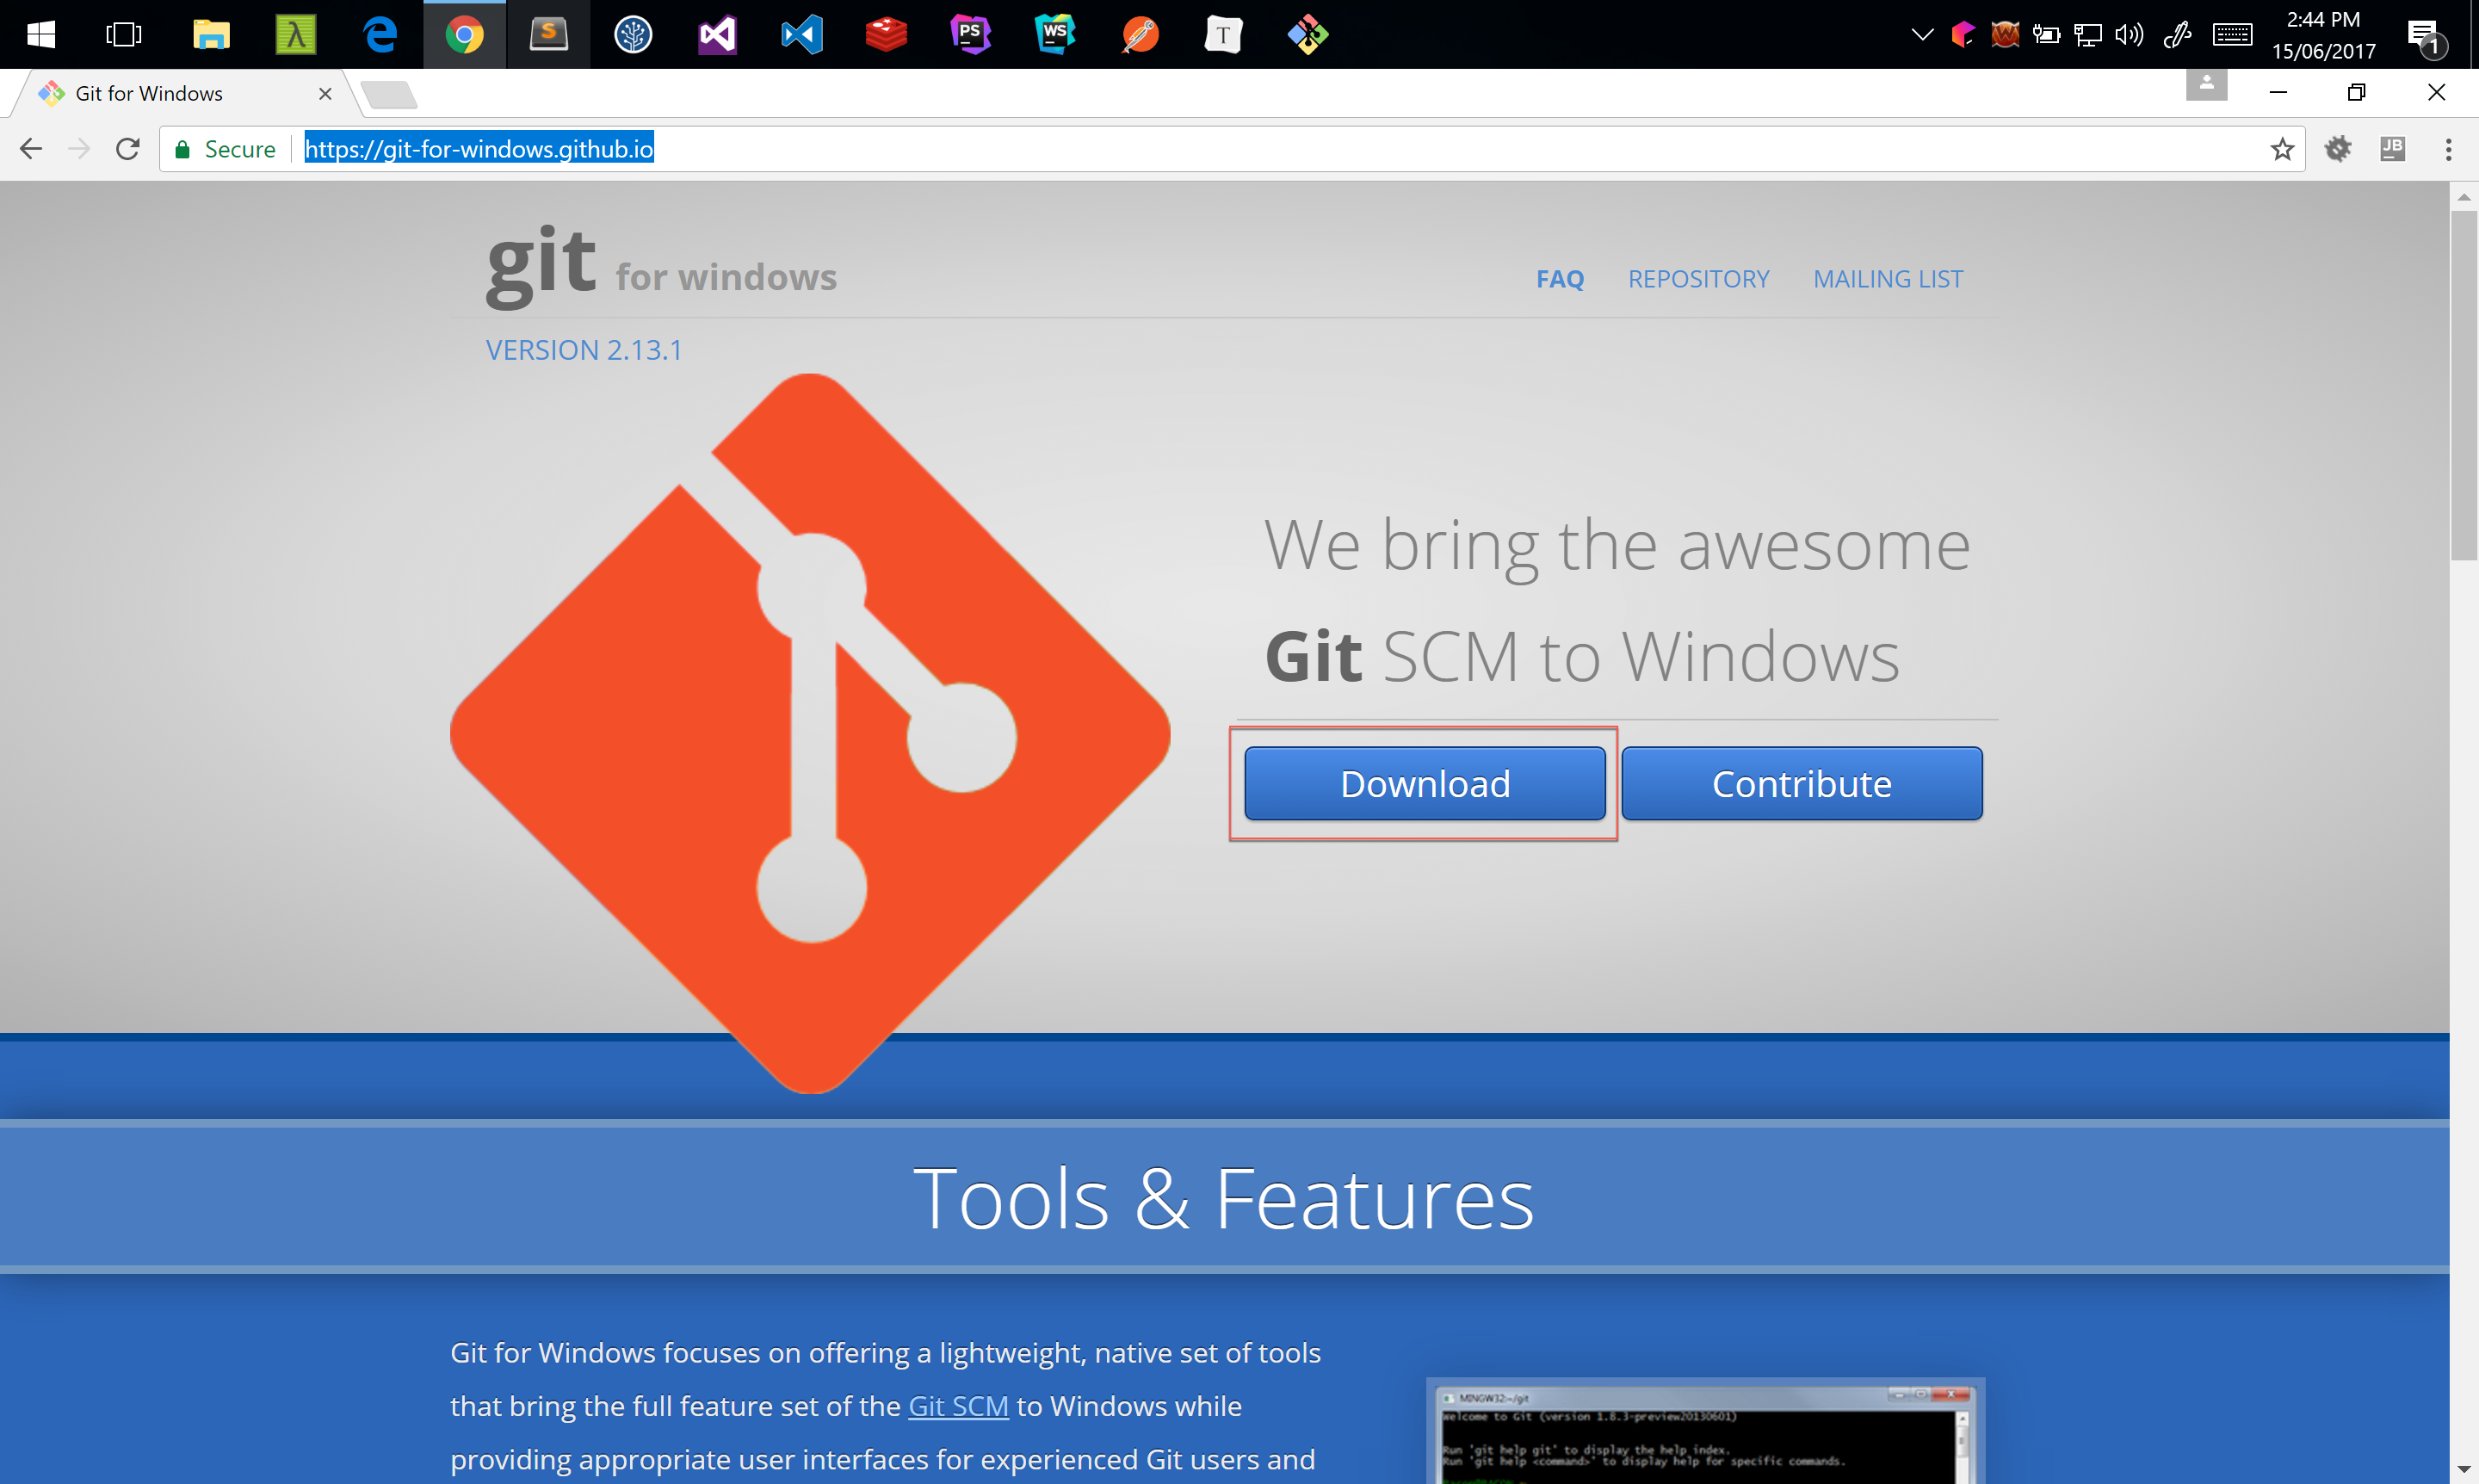 2:44 PM
15/06/2017
1
S
PS
WS
T
Git for Windows
Secure
https://git-for-windows.github.io
JB
git for windows
FAQ REPOSITORY MAILING LIST
VERSION 2.13.1
We bring the awesome
Git SCM to Windows
Download Contribute
Tools & Features
Git for Windows focuses on offering a lightweight, native set of tools
that bring the full feature set of the Git SCM to Windows while
providing appropriate user interfaces for experienced Git users and
MINGW32:~/git
Welcome to Git (version 1.8.3-preview20130601)
Run 'git help git' to display the help index.
Run 'git help <command>' to display help for specific commands.